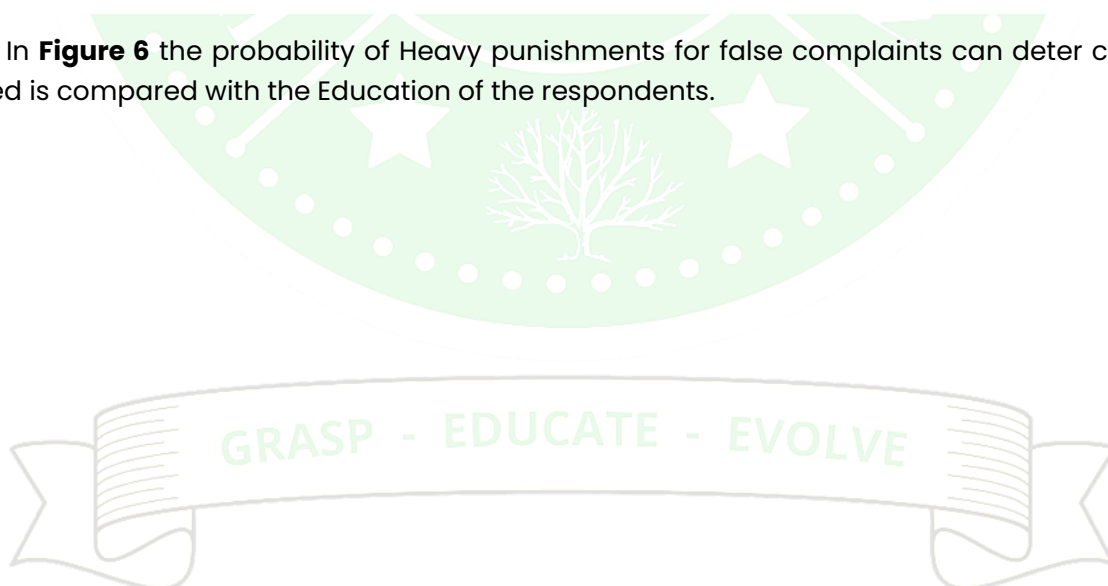 In Figure 6 the probability of Heavy punishments for false complaints can deter c
ed is compared with the Education of the respondents.
GRASP - EDUCATE - EVOLVE